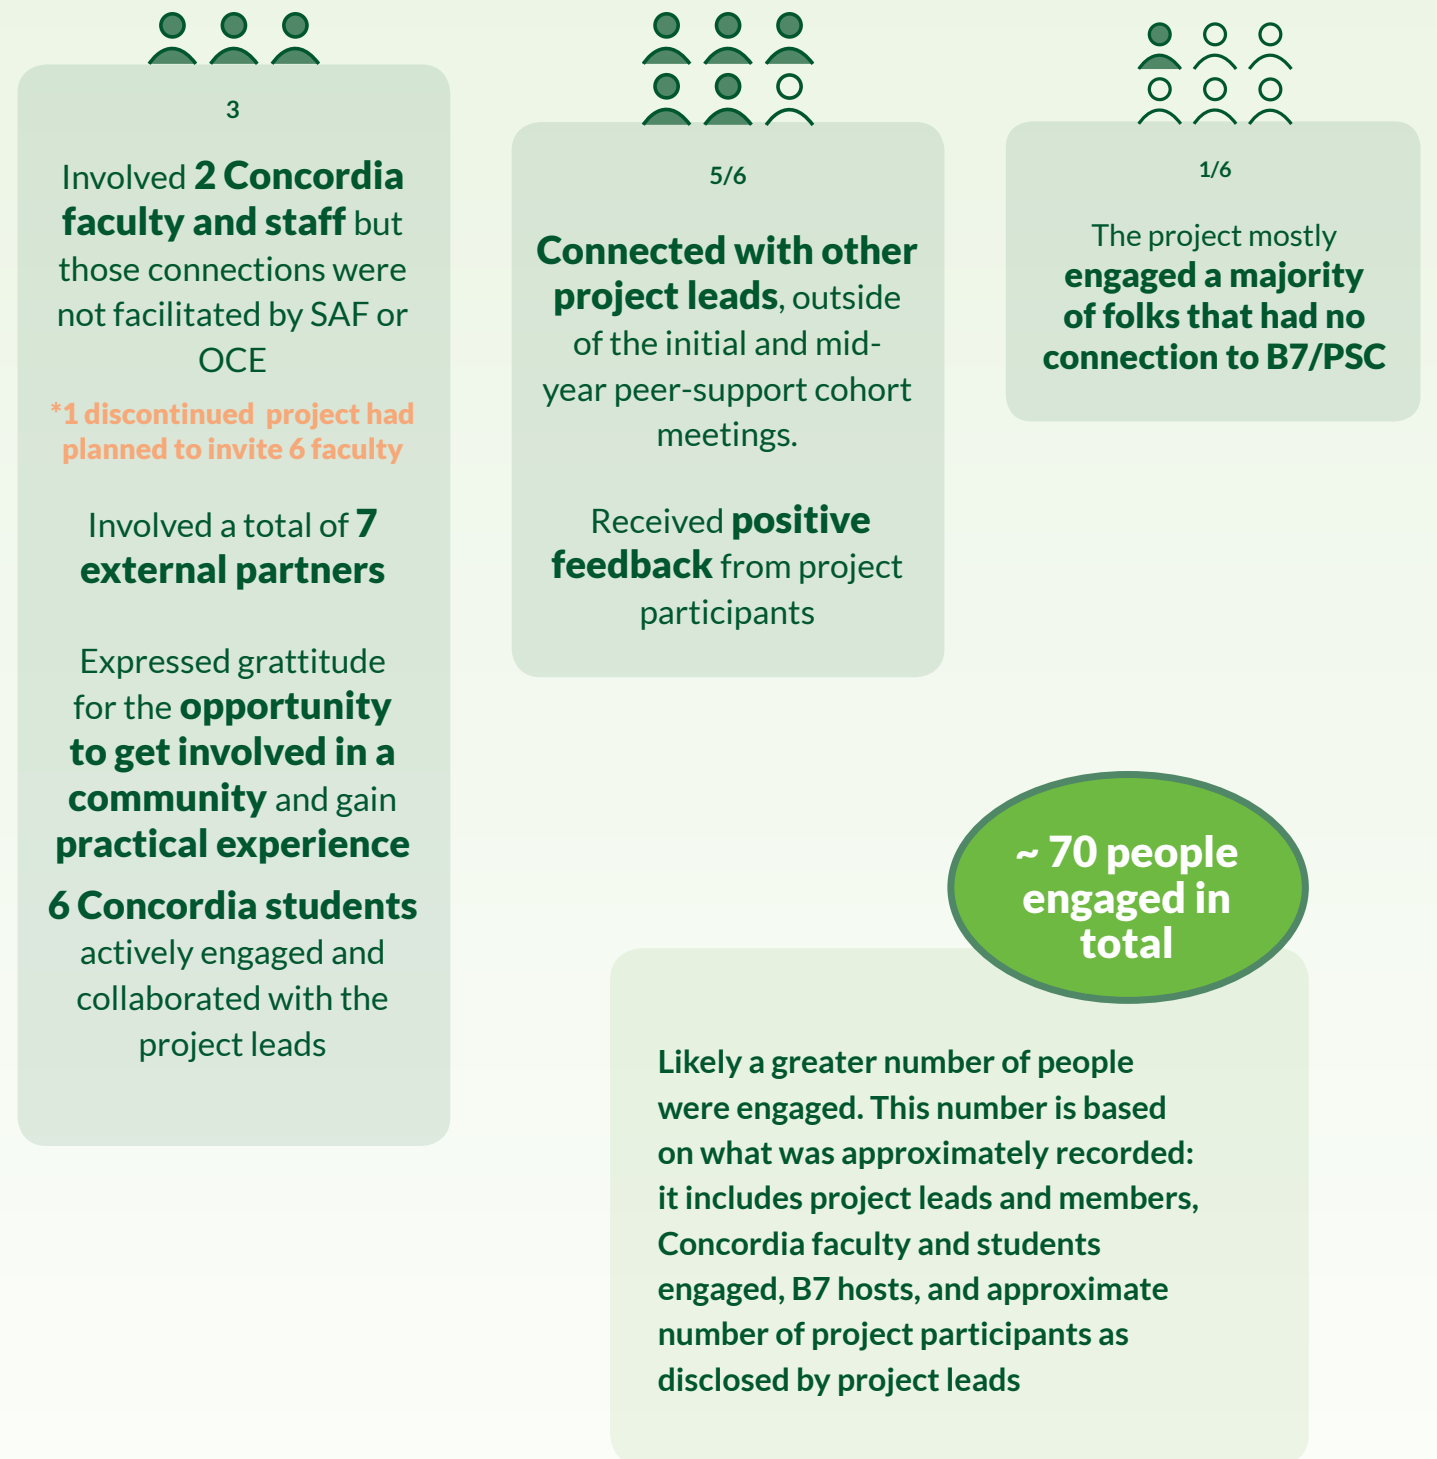 3
Involved 2 Concordia
faculty and staff but
those connections were
not facilitated by SAF or
OCE
*1 discontinued project had
planned to invite 6 faculty
Involved a total of 7
external partners
Expressed grattitude
for the opportunity
to get involved in a
community and gain
practical experience
6 Concordia students
actively engaged and
collaborated with the
project leads
5/6
Connected with other
project leads, outside
of the initial and mid-
year peer-support cohort
meetings.
Received positive
feedback from project
participants
1/6
The project mostly
engaged a majority
of folks that had no
connection to B7/PSC
~ 70 people
engaged in
total
Likely a greater number of people
were engaged. This number is based
on what was approximately recorded:
it includes project leads and members,
Concordia faculty and students
engaged, B7 hosts, and approximate
number of project participants as
disclosed by project leads